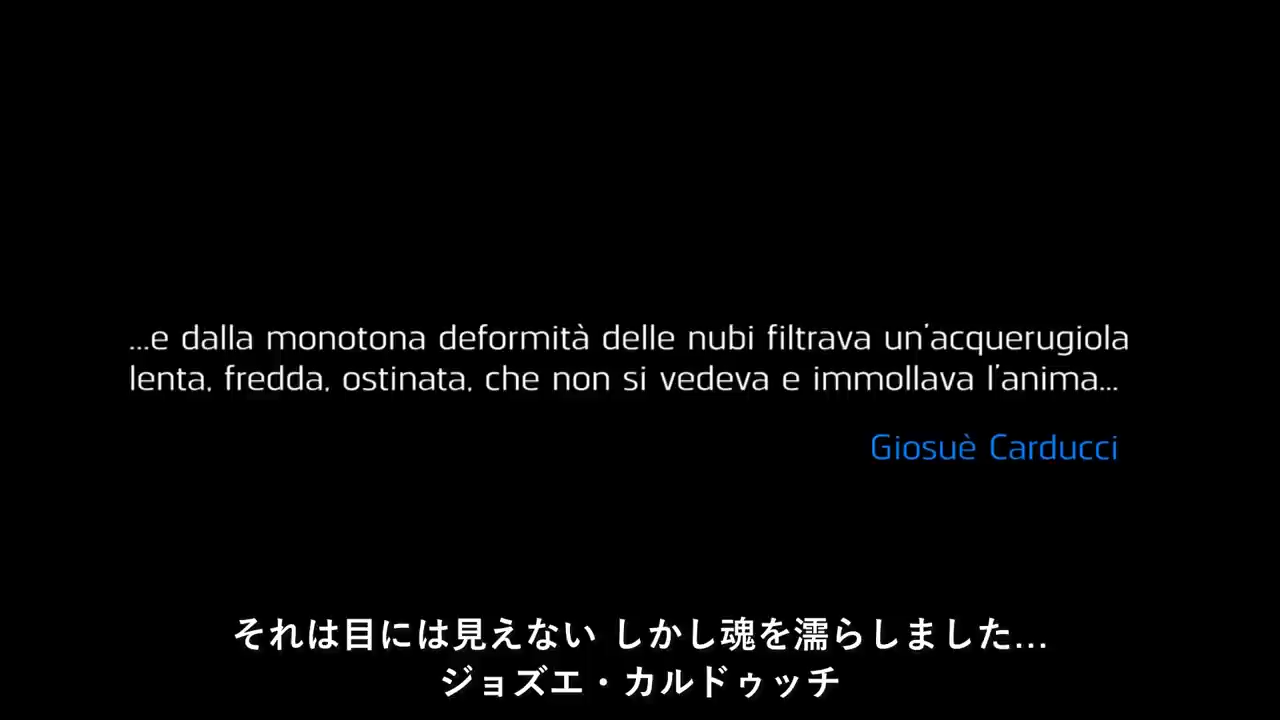 ...e dalla monotona deformità delle nubi filtrava un'acquerugiola
lenta, fredda, ostinata, che non si vedeva e immollava l'anima...
Giosuè Carducci
それは目には見えない しかし魂を濡らしました…
ジョズエ・カルドゥッチ